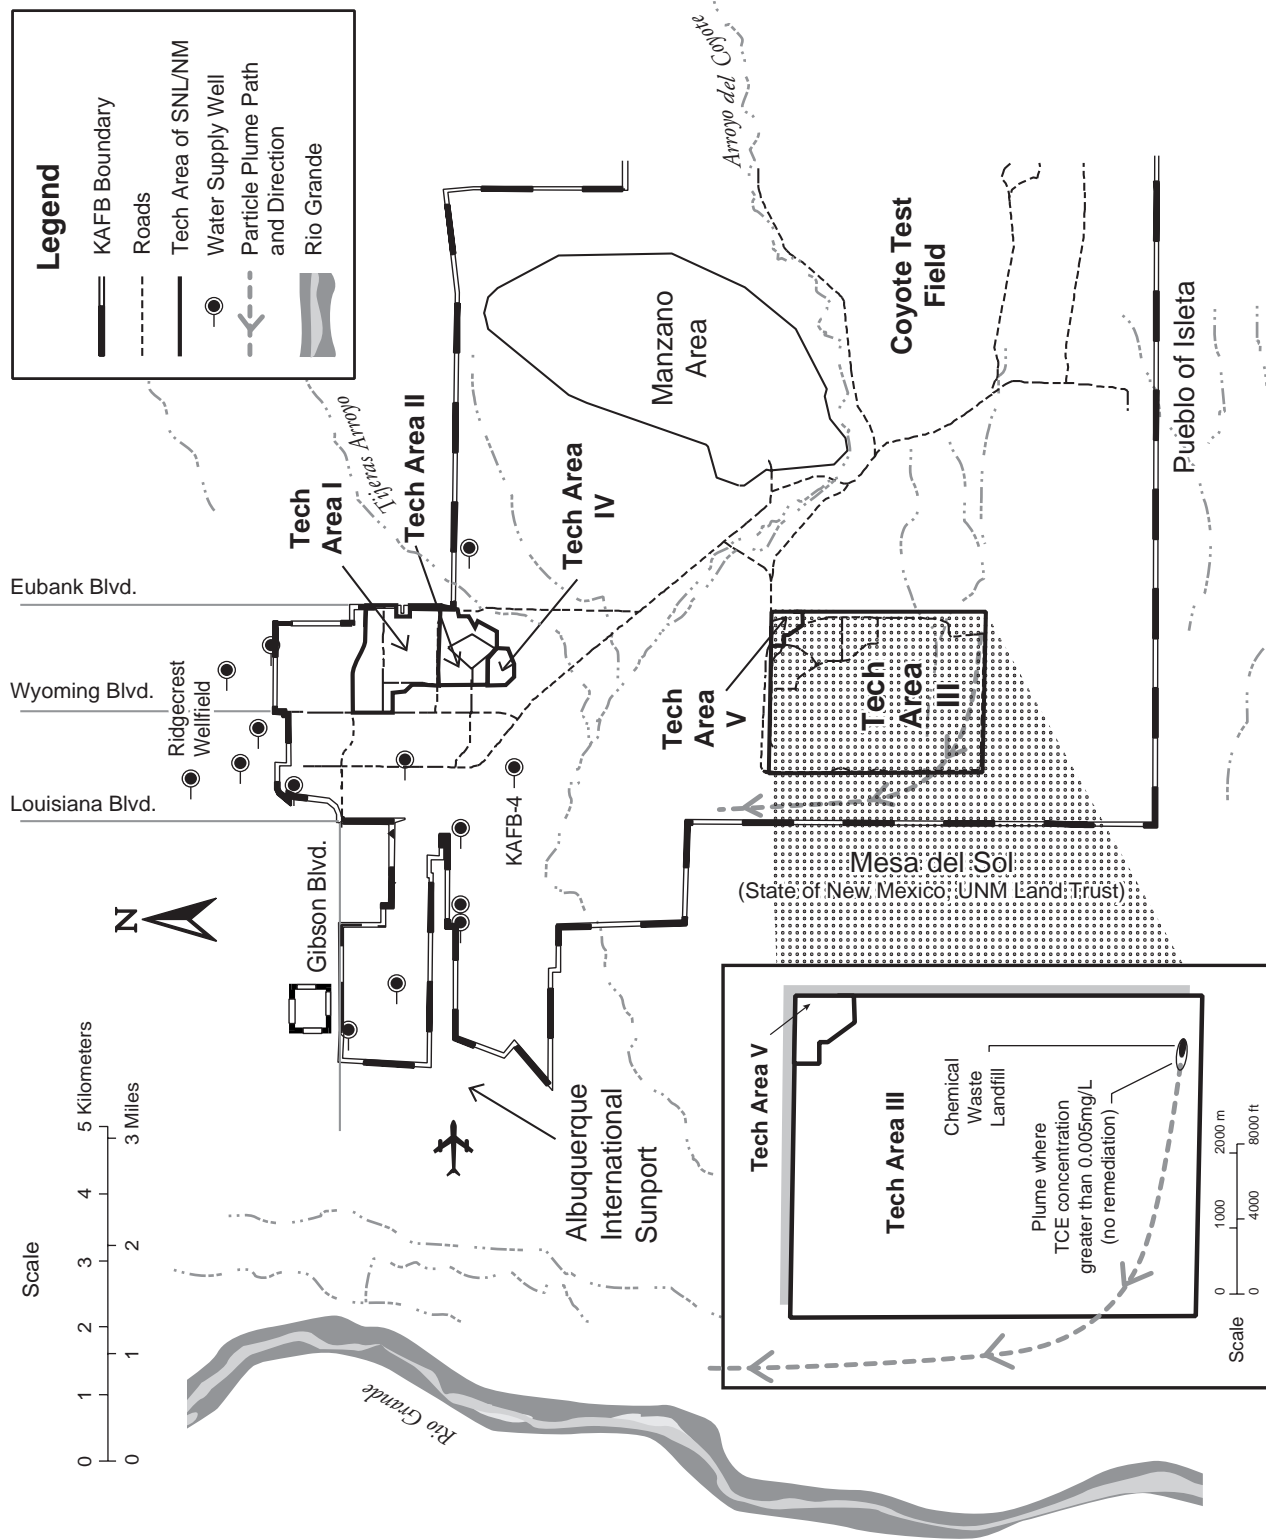 Legend
KAFB Boundary
Roads
Tech Area of SNL/NM
Water Supply Well
Particle Plume Path
and Direction
Rio Grande
Eubank Blvd.
Wyoming Blvd.
Louisiana Blvd.
Gibson Blvd.
Ridgecrest
Wellfield
N
Tijeras Arroyo
Tech
Area I
Tech Area II
Tech Area
IV
KAFB-4
Manzano
Area
Arroyo del Coyote
Coyote Test
Field
Tech
Area
V
Tech
Area
III
Pueblo of Isleta
Mesa del Sol
(State of New Mexico, UNM Land Trust)
Albuquerque
International
Sunport
Rio Grande
Scale
0 1 2 3 4 5 Kilometers
0 1 2 3 Miles
Tech Area V
Tech Area III
Chemical
Waste
Landfill
Plume where
TCE concentration
greater than 0.005mg/L
(no remediation)
Scale
0 1000 2000 m
0 4000 8000 ft